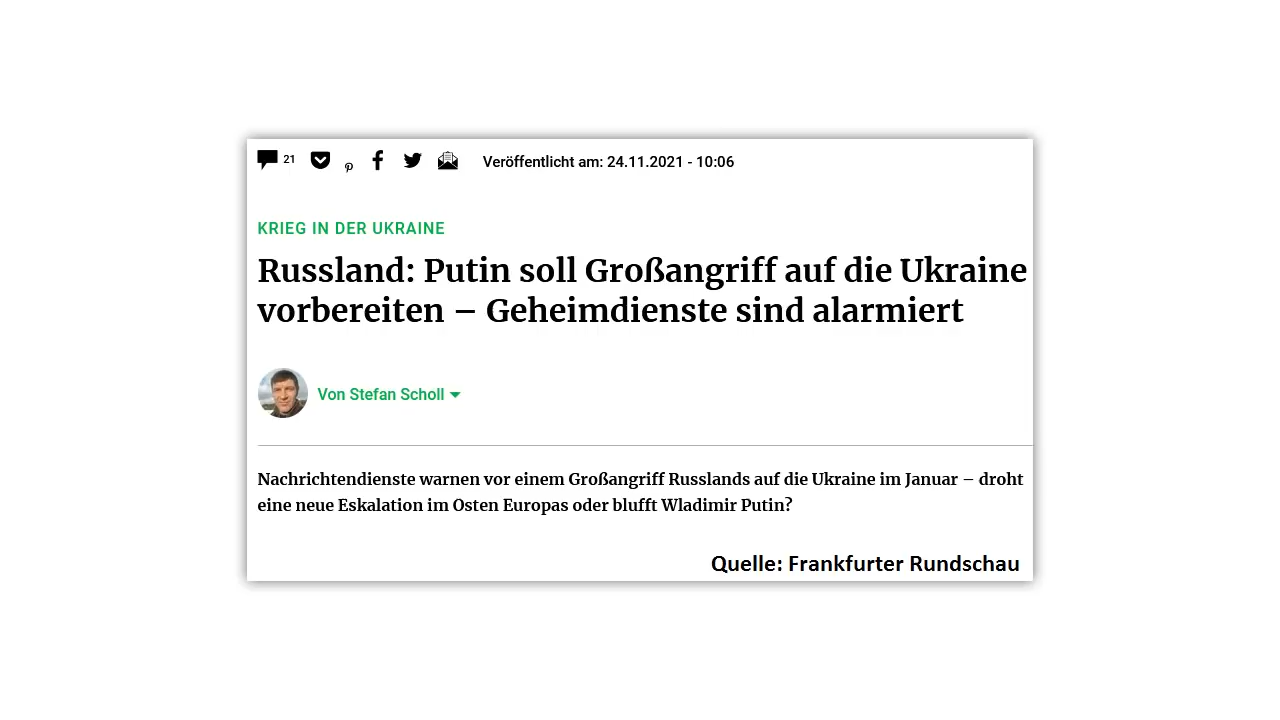 21
Veröffentlicht am: 24.11.2021 - 10:06
KRIEG IN DER UKRAINE
Russland: Putin soll Großangriff auf die Ukraine
vorbereiten – Geheimdienste sind alarmiert
Von Stefan Scholl
Nachrichtendienste warnen vor einem Großangriff Russlands auf die Ukraine im Januar – droht
eine neue Eskalation im Osten Europas oder blufft Wladimir Putin?
Quelle: Frankfurter Rundschau